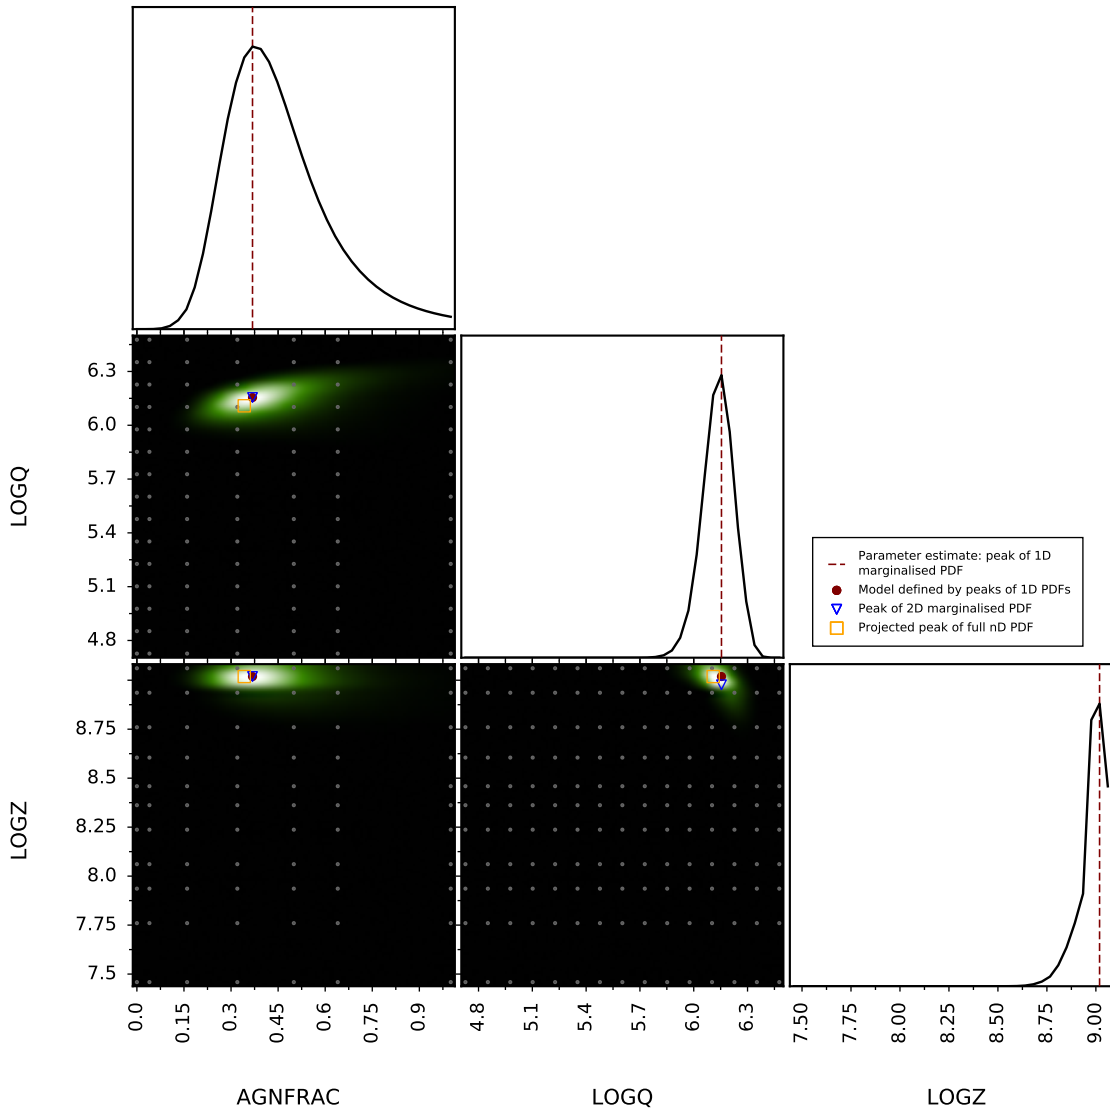 6.3
6.0
5.7
5.4
5.1
4.8
LOGQ
Parameter estimate: peak of 1D
marginalised PDF
Model defined by peaks of 1D PDFs
Peak of 2D marginalised PDF
Projected peak of full nD PDF
8.75
8.5
8.25
8.0
7.75
7.5
LOGZ
0.0 0.15 0.3 0.45 0.6 0.75 0.9
4.8 5.1 5.4 5.7 6.0 6.3
7.50 7.75 8.00 8.25 8.50 8.75 9.00
AGNFRAC LOGQ LOGZ